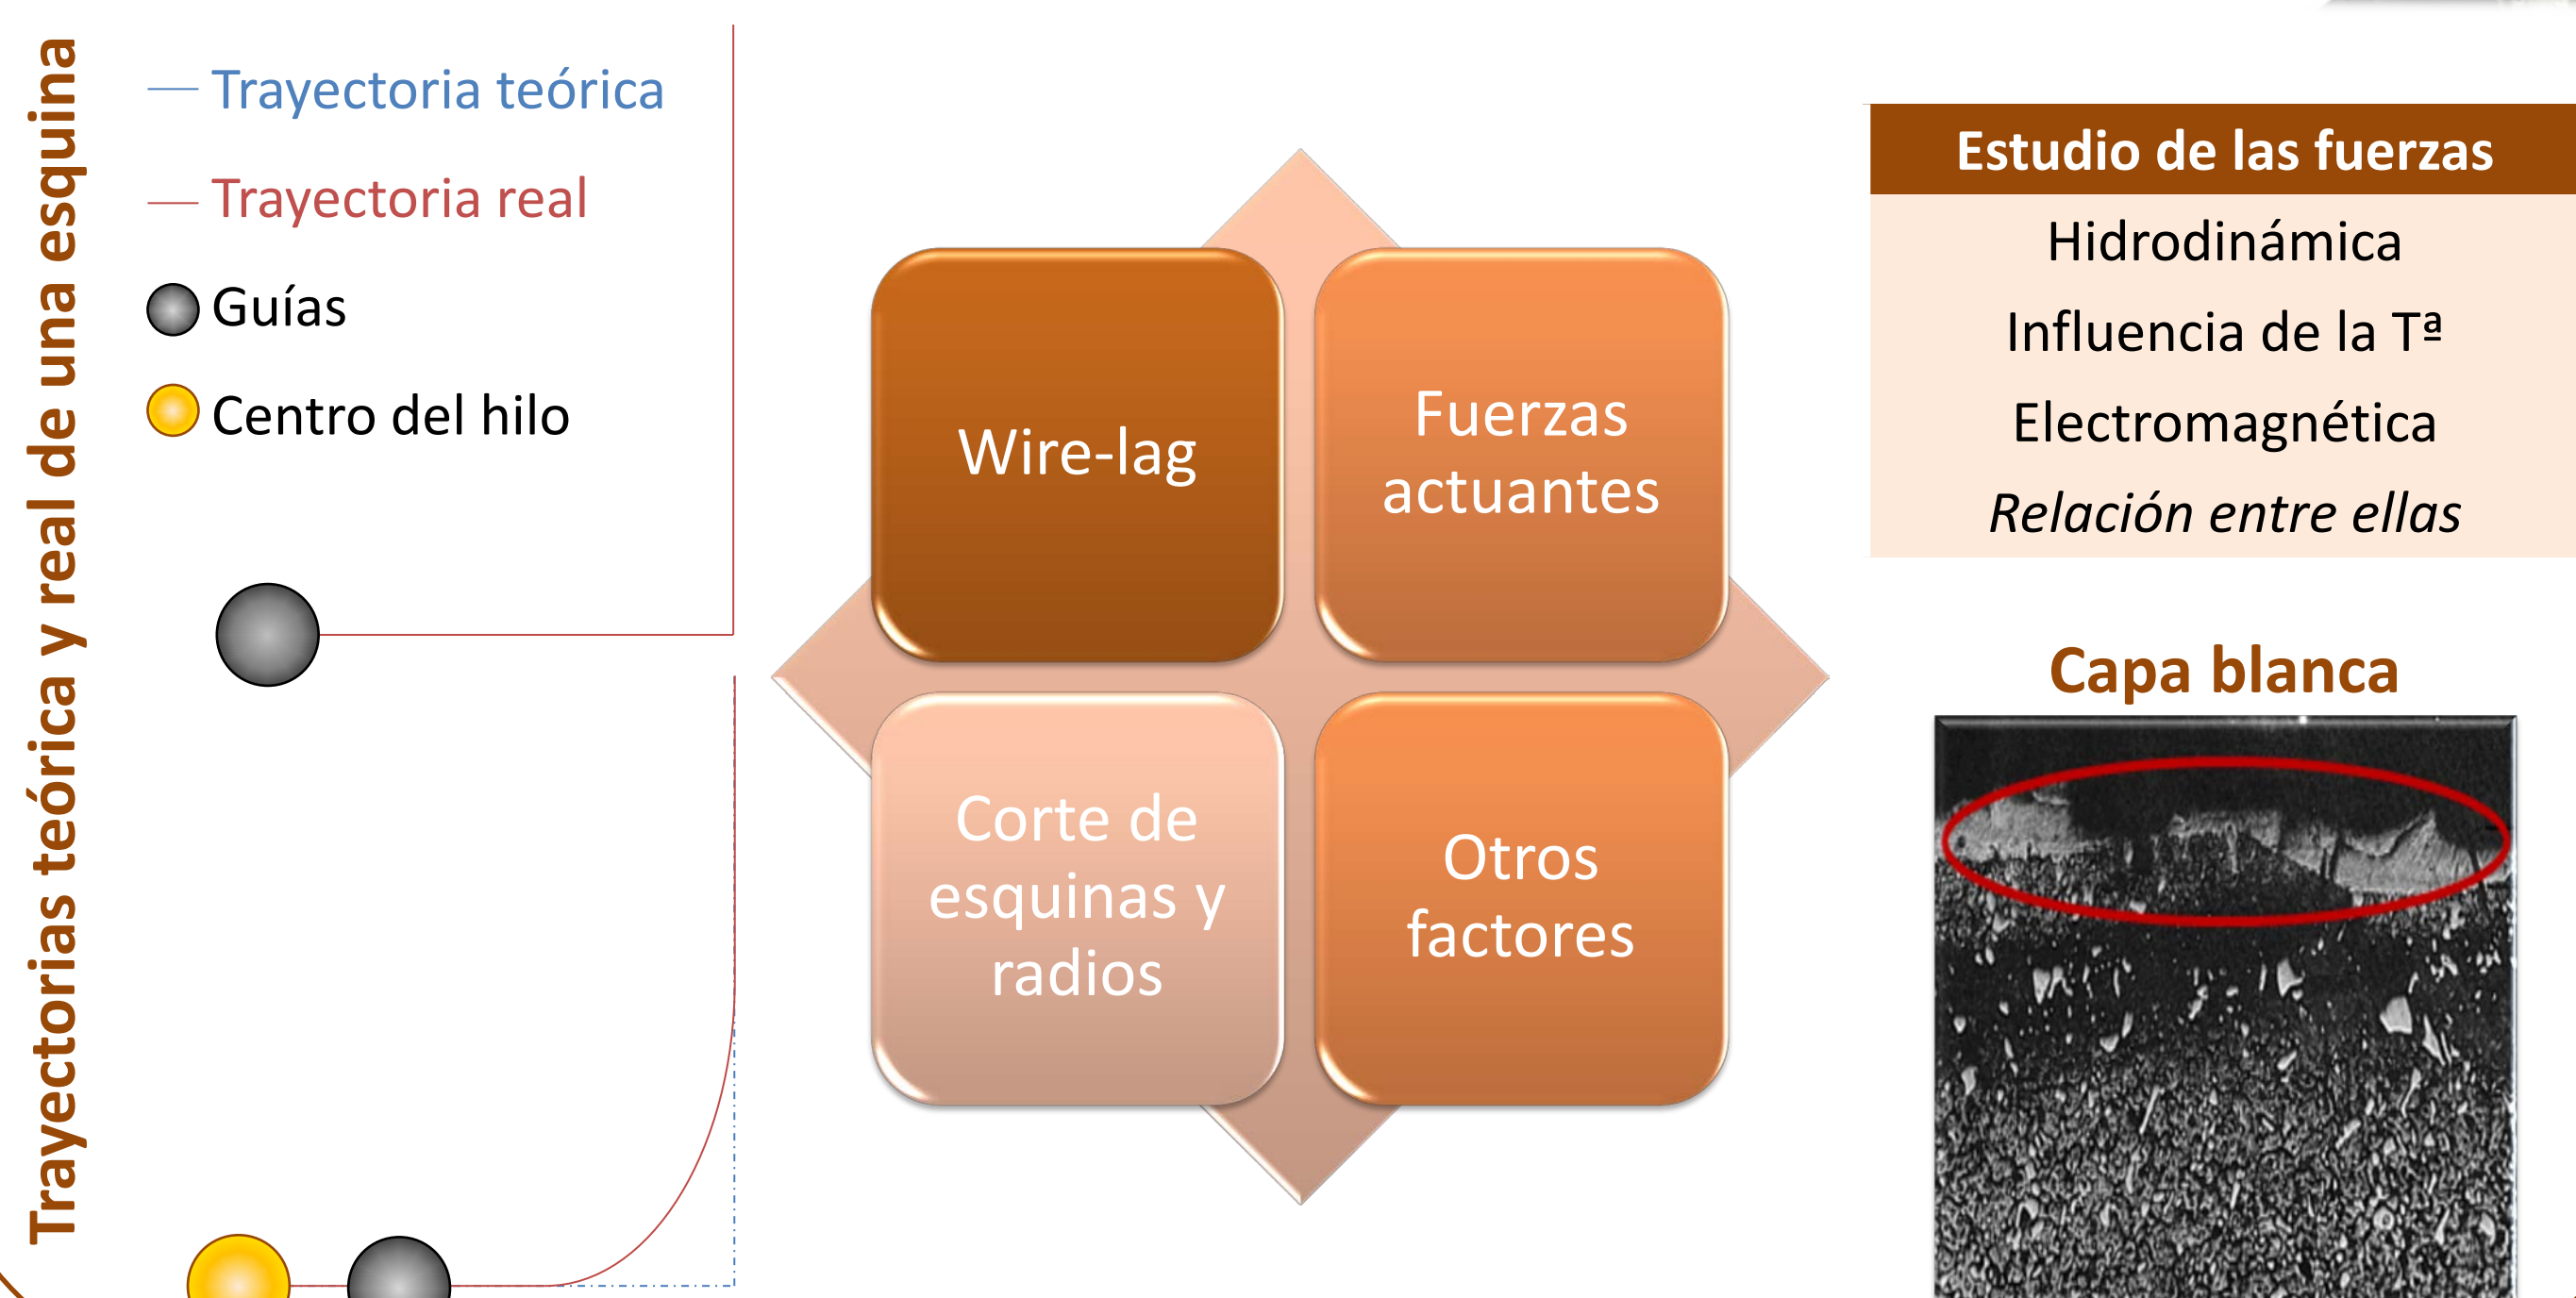 Trayectorias teórica y real de una esquina
Trayectoria teórica
Trayectoria real
Guías
Centro del hilo
Wire-lag
Fuerzas
actuantes
Corte de
esquinas y
radios
Otros
factores
Estudio de las fuerzas
Hidrodinámica
Influencia de la Tª
Electromagnética
Relación entre ellas
Capa blanca